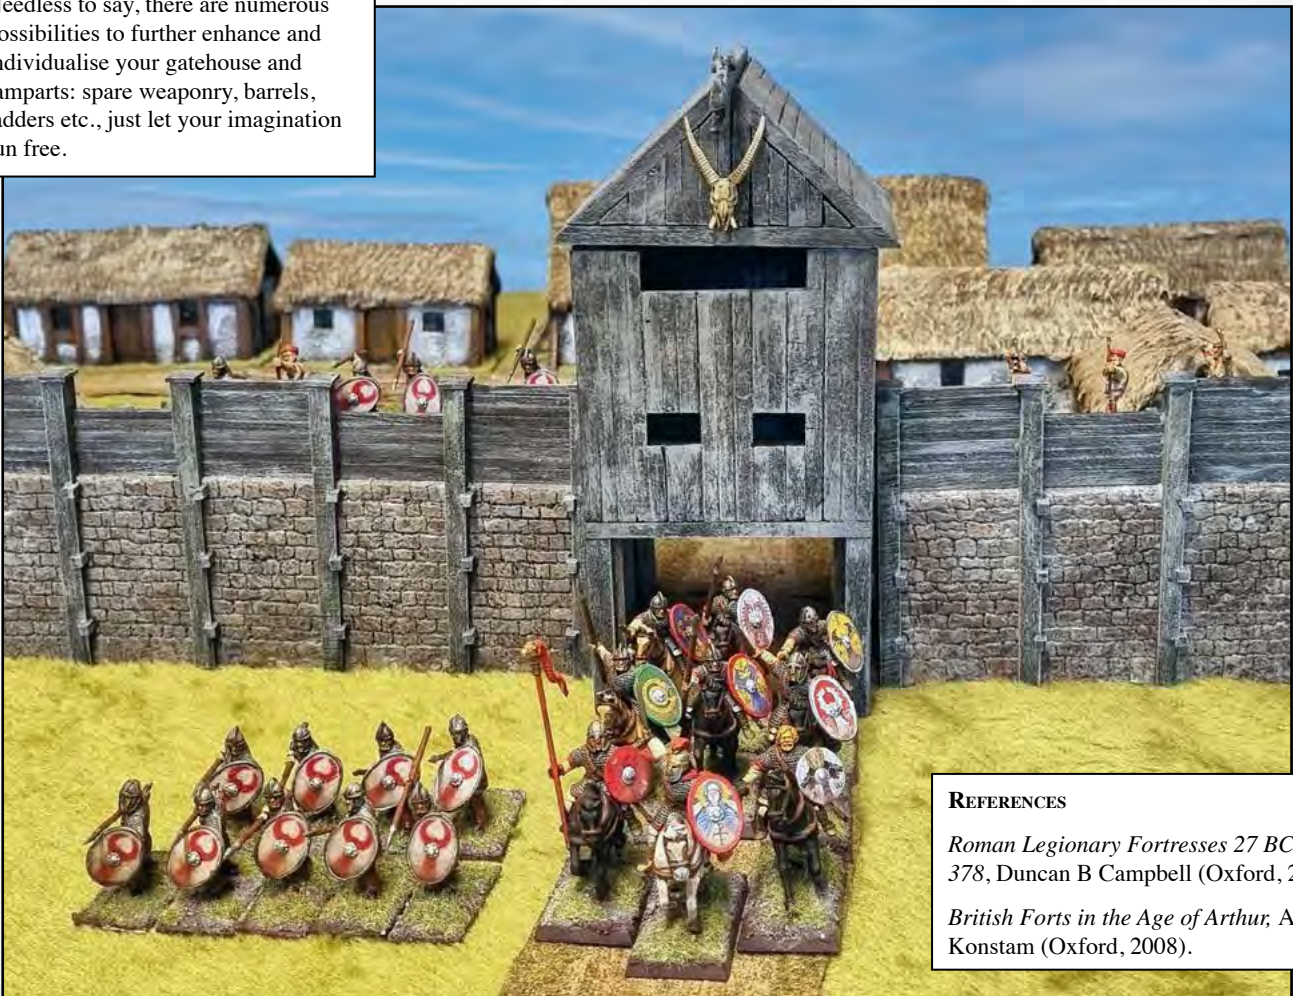 eedless to say, there are numerous
ossibilities to further enhance and
ndividualise your gatehouse and
amparts: spare weaponry, barrels,
adders etc., just let your imagination
un free.
References
Roman Legionary Fortresses 27 BC
378, Duncan B Campbell (Oxford, 2
British Forts in the Age of Arthur, A
Konstam (Oxford, 2008).